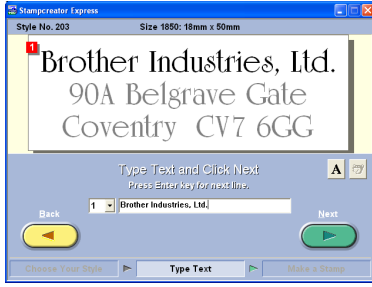 Stampcreator Express
Style No. 203 Size 1850: 18mm x 50mm
1
Brother Industries, Ltd.
90A Belgrave Gate
Coventry CV7 6GG
Type Text and Click Next
Press Enter key for next line.
A
1 Brother Industries, Ltd.
Back Next
Choose Your Style Type Text Make a Stamp